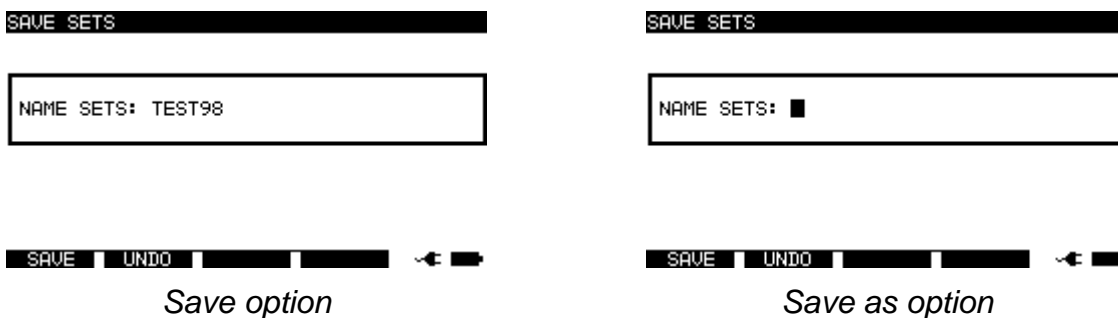 SAVE SETS
NAME SETS: TEST98
SAVE UNDO
Save option
SAVE SETS
NAME SETS:
SAVE UNDO
Save as option